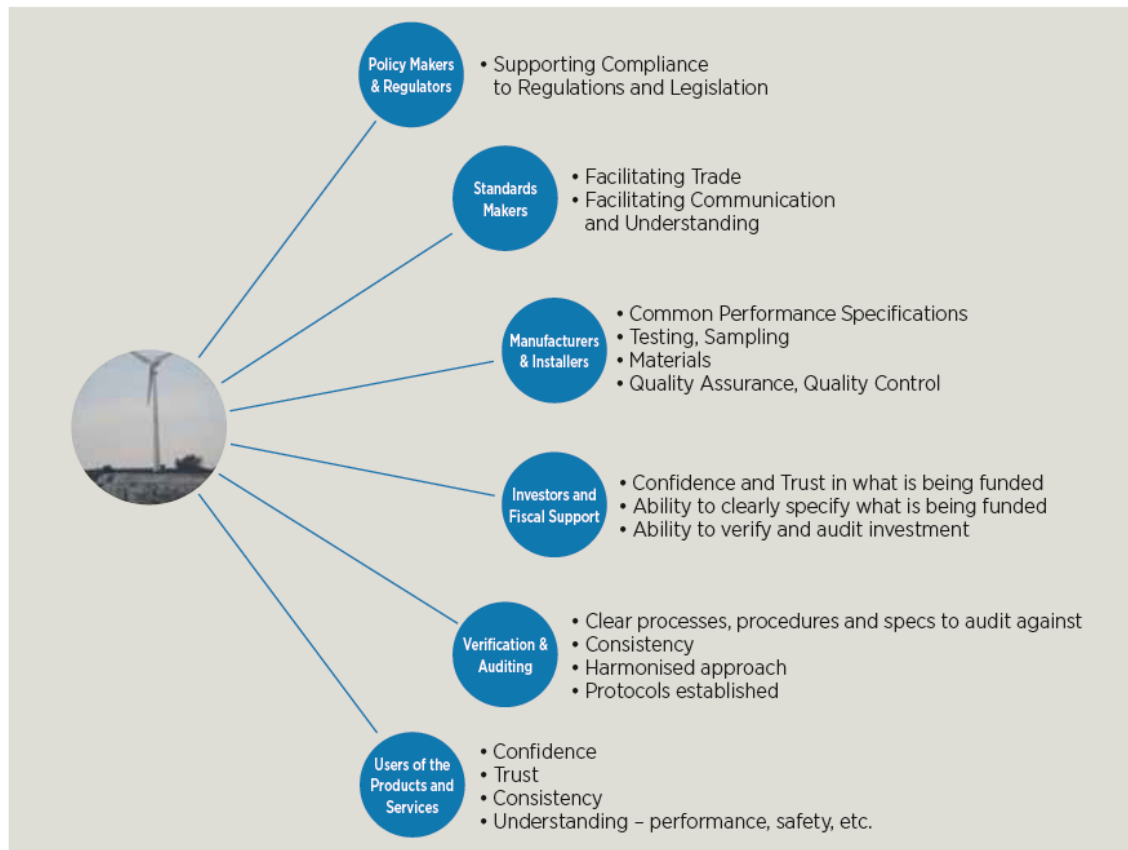 Policy Makers
& Regulators
• Supporting Compliance
to Regulations and Legislation
Standards
Makers
• Facilitating Trade
• Facilitating Communication
and Understanding
Manufacturers
& Installers
• Common Performance Specifications
• Testing, Sampling
• Materials
• Quality Assurance, Quality Control
Investors and
Fiscal Support
• Confidence and Trust in what is being funded
• Ability to clearly specify what is being funded
• Ability to verify and audit investment
Verification &
Auditing
• Clear processes, procedures and specs to audit against
• Consistency
• Harmonised approach
• Protocols established
Users of the
Products and
Services
• Confidence
• Trust
• Consistency
• Understanding – performance, safety, etc.